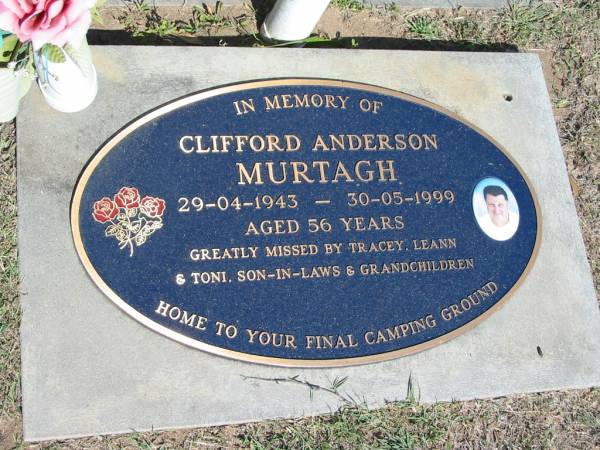 IN MEMORY OF
CLIFFORD ANDERSON
MURTAGH
29-04-1943 — 30-05-1999
AGED 56 YEARS
GREATLY MISSED BY TRACEY, LEANN
& TONI, SON-IN-LAWS & GRANDCHILDREN
HOME TO YOUR FINAL CAMPING GROUND